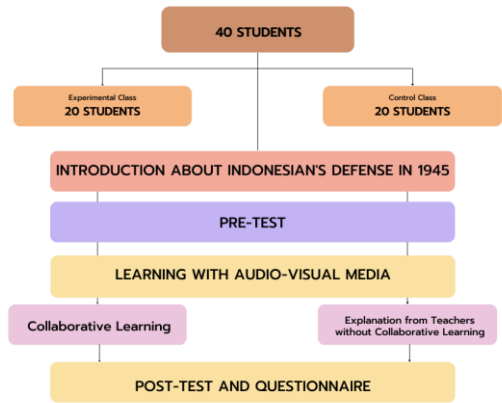 40 STUDENTS
Experimental Class
20 STUDENTS
Control Class
20 STUDENTS
INTRODUCTION ABOUT INDONESIAN'S DEFENSE IN 1945
PRE-TEST
LEARNING WITH AUDIO-VISUAL MEDIA
Collaborative Learning
Explanation from Teachers
without Collaborative Learning
POST-TEST AND QUESTIONNAIRE